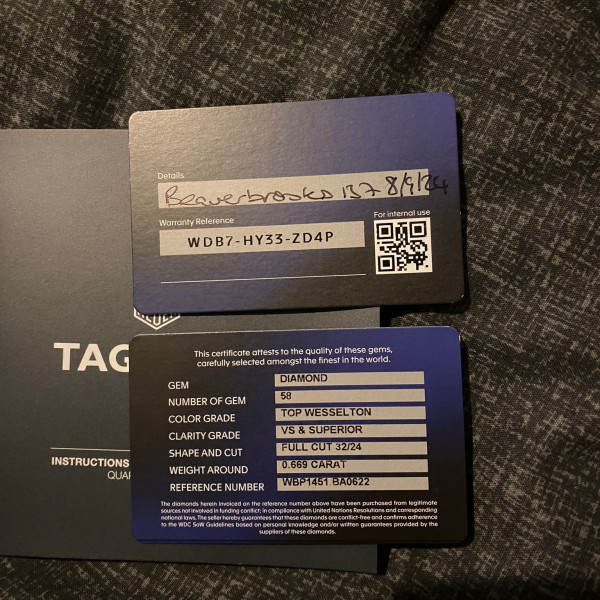 Details
Beaverbrooks 137 8/9/24
Warranty Reference
For internal use
WDB7-HY33-ZD4P
TAG
INSTRUCTIONS
This certificate attests to the quality of these gems,
carefully selected amongst the finest in the world.
GEM DIAMOND
NUMBER OF GEM 58
COLOR GRADE TOP WESSELTON
CLARITY GRADE VS & SUPERIOR
SHAPE AND CUT FULL CUT 32/24
WEIGHT AROUND 0.669 CARAT
REFERENCE NUMBER WBP1451 BA0622
The diamonds herein invoiced on the reference number above have been purchased from legitimate
sources not involved in funding conflict; in compliance with United Nations Resolutions and corresponding
national laws. The seller hereby guarantees that these diamonds are conflict-free and confirms adherence
to the WDC SoW Guidelines based on personal knowledge and/or written guarantees provided by the
suppliers of these diamonds.